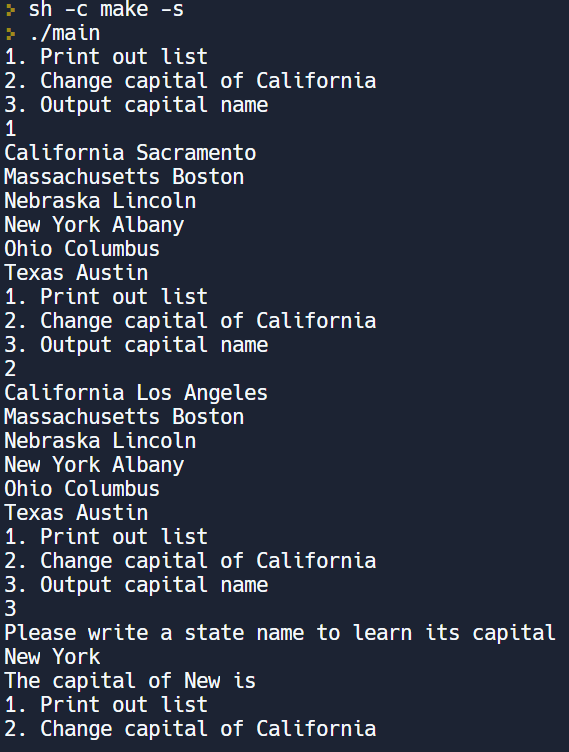 > sh -c make -s
> ./main
1. Print out list
2. Change capital of California
3. Output capital name
1
California Sacramento
Massachusetts Boston
Nebraska Lincoln
New York Albany
Ohio Columbus
Texas Austin
1. Print out list
2. Change capital of California
3. Output capital name
2
California Los Angeles
Massachusetts Boston
Nebraska Lincoln
New York Albany
Ohio Columbus
Texas Austin
1. Print out list
2. Change capital of California
3. Output capital name
3
Please write a state name to learn its capital
New York
The capital of New is
1. Print out list
2. Change capital of California